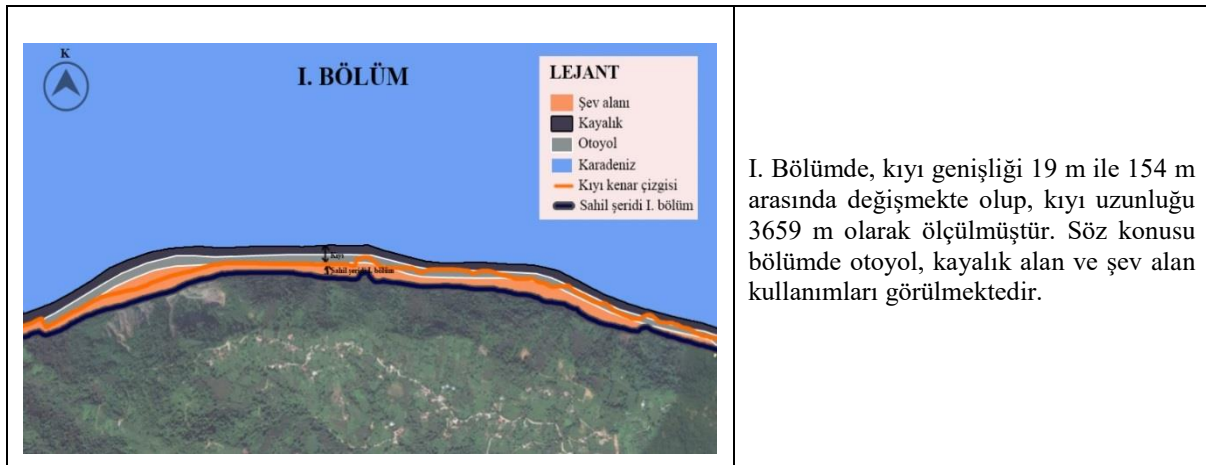 K
I. BÖLÜM
LEJANT
Şev alanı
Kayalık
Otoyol
Karadeniz
Kıyı kenar çizgisi
Sahil şeridi I. bölüm
Kıyı
Sahil şeridi I. bölüm
I. Bölümde, kıyı genişliği 19 m ile 154 m
arasında değişmekte olup, kıyı uzunluğu
3659 m olarak ölçülmüştür. Söz konusu
bölümde otoyol, kayalık alan ve şev alan
kullanımları görülmektedir.